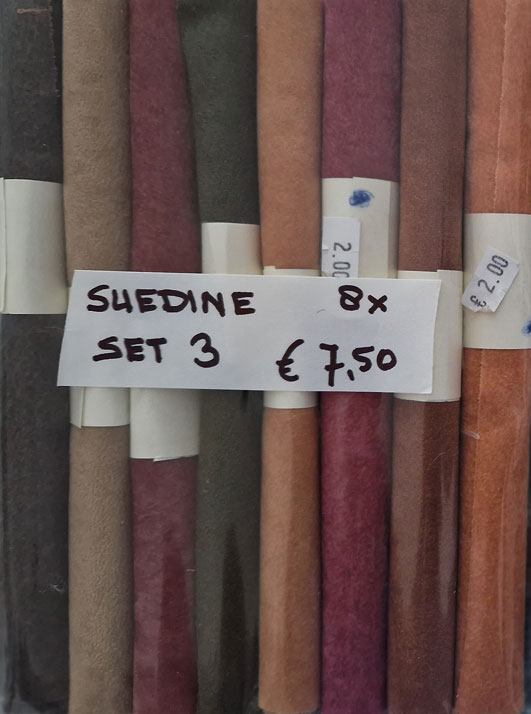 SUEDINE 8x
SET 3 € 7,50
2.00
£ 2.00